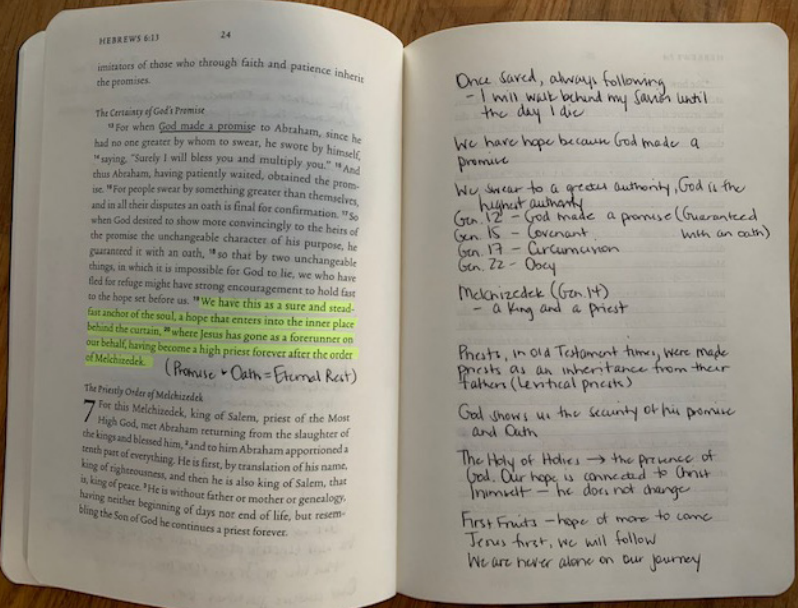 HEBREWS 6:13 24
imitators of those who through faith and patience inherit
the promises.
The Certainty of God's Promise
13 For when God made a promise to Abraham, since he
had no one greater by whom to swear, he swore by himself,
14 saying, "Surely I will bless you and multiply you." 15 And
thus Abraham, having patiently waited, obtained the prom-
ise. 16 For people swear by something greater than themselves,
and in all their disputes an oath is final for confirmation. 17 So
when God desired to show more convincingly to the heirs of
the promise the unchangeable character of his purpose, he
guaranteed it with an oath, 18 so that by two unchangeable
things, in which it is impossible for God to lie, we who have
fled for refuge might have strong encouragement to hold fast
to the hope set before us. 19 We have this as a sure and stead-
fast anchor of the soul, a hope that enters into the inner place
behind the curtain, 20 where Jesus has gone as a forerunner on
our behalf, having become a high priest forever after the order
of Melchizedek.
(Promise + Oath = Eternal Rest)
The Priestly Order of Melchizedek
7 For this Melchizedek, king of Salem, priest of the Most
High God, met Abraham returning from the slaughter of
the kings and blessed him, 2 and to him Abraham apportioned a
tenth part of everything. He is first, by translation of his name,
king of righteousness, and then he is also king of Salem, that
is, king of peace. 3 He is without father or mother or genealogy,
having neither beginning of days nor end of life, but resem-
bling the Son of God he continues a priest forever.
Once saved, always following
- I will walk behind my Savior until
the day I die
We have hope because God made a
promise
We swear to a greater authority, God is the
highest authority
Gen. 12 - God made a promise (Guaranteed
Gen. 15 - Covenant with an oath)
Gen. 17 - Circumcision
Gen. 22 - Obey
Melchizedek (Gen. 14)
- a King and a priest
Priests, in Old Testament times, were made
priests as an inheritance from their
fathers (Levitical priests)
God shows us the security of his promise
and Oath
The Holy of Holies → the presence of
God. Our hope is connected to Christ
himself - he does not change
First Fruits - hope of more to come
Jesus first, we will follow
We are never alone on our journey